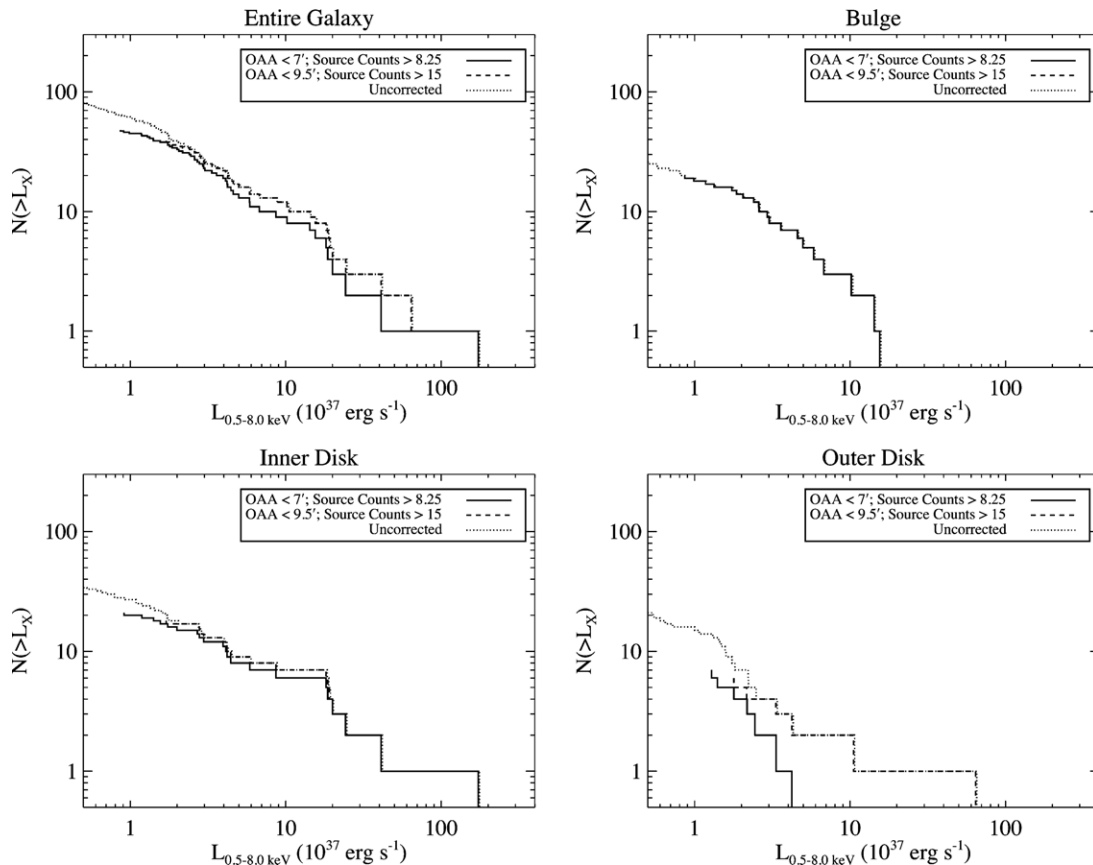 Entire Galaxy
OAA < 7′; Source Counts > 8.25
OAA < 9.5′; Source Counts > 15
Uncorrected
N(>L_X)
100
10
1
1 10 100
L_0.5-8.0 keV (10^37 erg s^-1)
Bulge
OAA < 7′; Source Counts > 8.25
OAA < 9.5′; Source Counts > 15
Uncorrected
N(>L_X)
100
10
1
1 10 100
L_0.5-8.0 keV (10^37 erg s^-1)
Inner Disk
OAA < 7′; Source Counts > 8.25
OAA < 9.5′; Source Counts > 15
Uncorrected
N(>L_X)
100
10
1
1 10 100
L_0.5-8.0 keV (10^37 erg s^-1)
Outer Disk
OAA < 7′; Source Counts > 8.25
OAA < 9.5′; Source Counts > 15
Uncorrected
N(>L_X)
100
10
1
1 10 100
L_0.5-8.0 keV (10^37 erg s^-1)